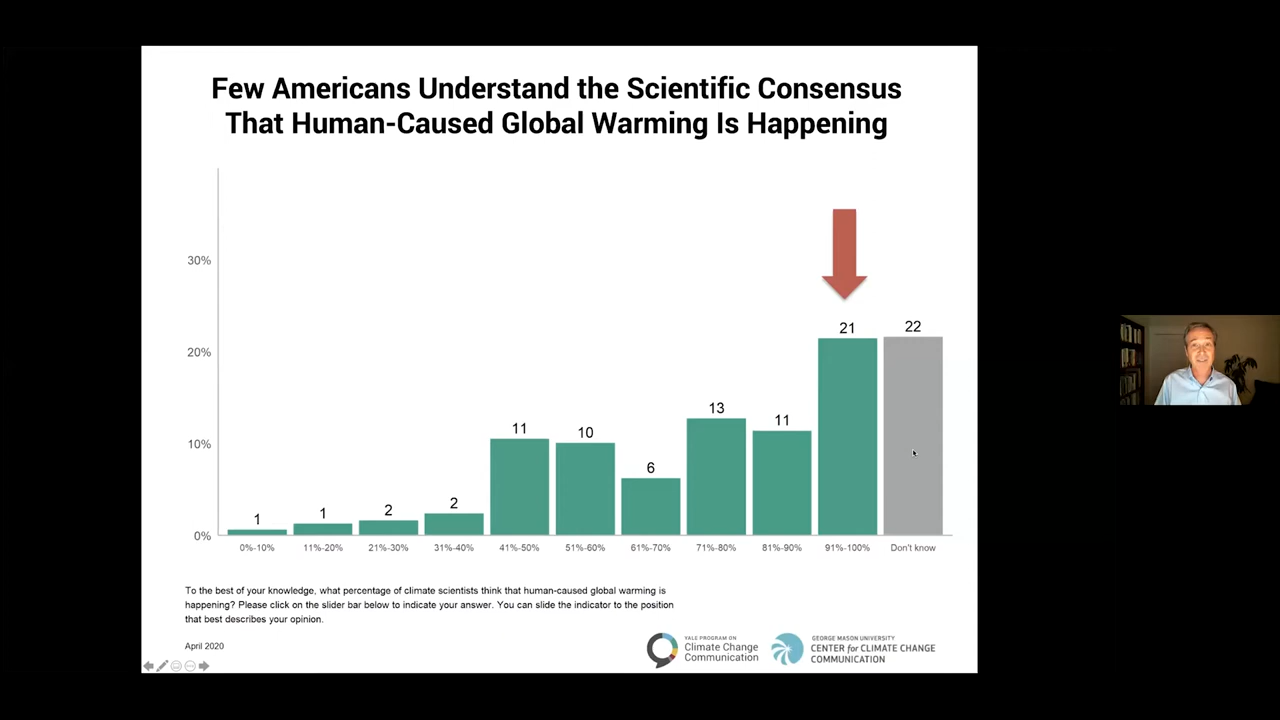 Few Americans Understand the Scientific Consensus
That Human-Caused Global Warming Is Happening
30%
20%
10%
0%
1
1
2
2
11
10
6
13
11
21
22
0%-10%
11%-20%
21%-30%
31%-40%
41%-50%
51%-60%
61%-70%
71%-80%
81%-90%
91%-100%
Don't know
To the best of your knowledge, what percentage of climate scientists think that human-caused global warming is
happening? Please click on the slider bar below to indicate your answer. You can slide the indicator to the position
that best describes your opinion.
April 2020
YALE PROGRAM ON
Climate Change
Communication
GEORGE MASON UNIVERSITY
CENTER for CLIMATE CHANGE
COMMUNICATION